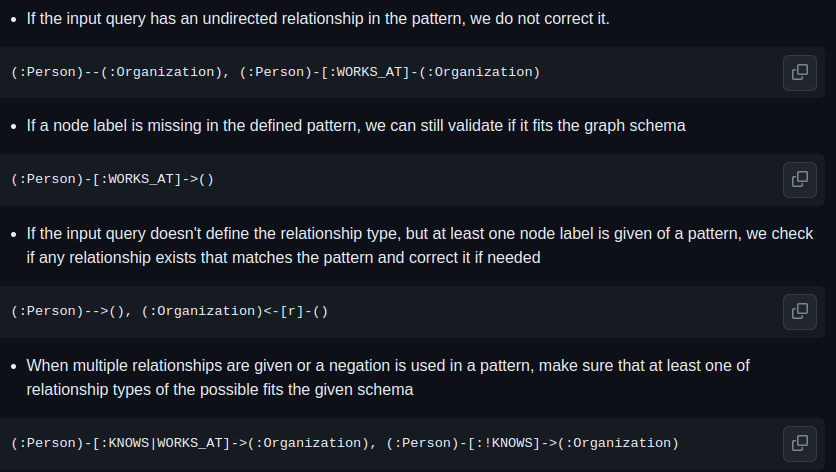 • If the input query has an undirected relationship in the pattern, we do not correct it.
(:Person)--(:Organization), (:Person)-[:WORKS_AT]-(:Organization)
• If a node label is missing in the defined pattern, we can still validate if it fits the graph schema
(:Person)-[:WORKS_AT]->()
• If the input query doesn't define the relationship type, but at least one node label is given of a pattern, we check
if any relationship exists that matches the pattern and correct it if needed
(:Person)-->(), (:Organization)<-[r]-()
• When multiple relationships are given or a negation is used in a pattern, make sure that at least one of
relationship types of the possible fits the given schema
(:Person)-[:KNOWS|WORKS_AT]->(:Organization), (:Person)-[:!KNOWS]->(:Organization)